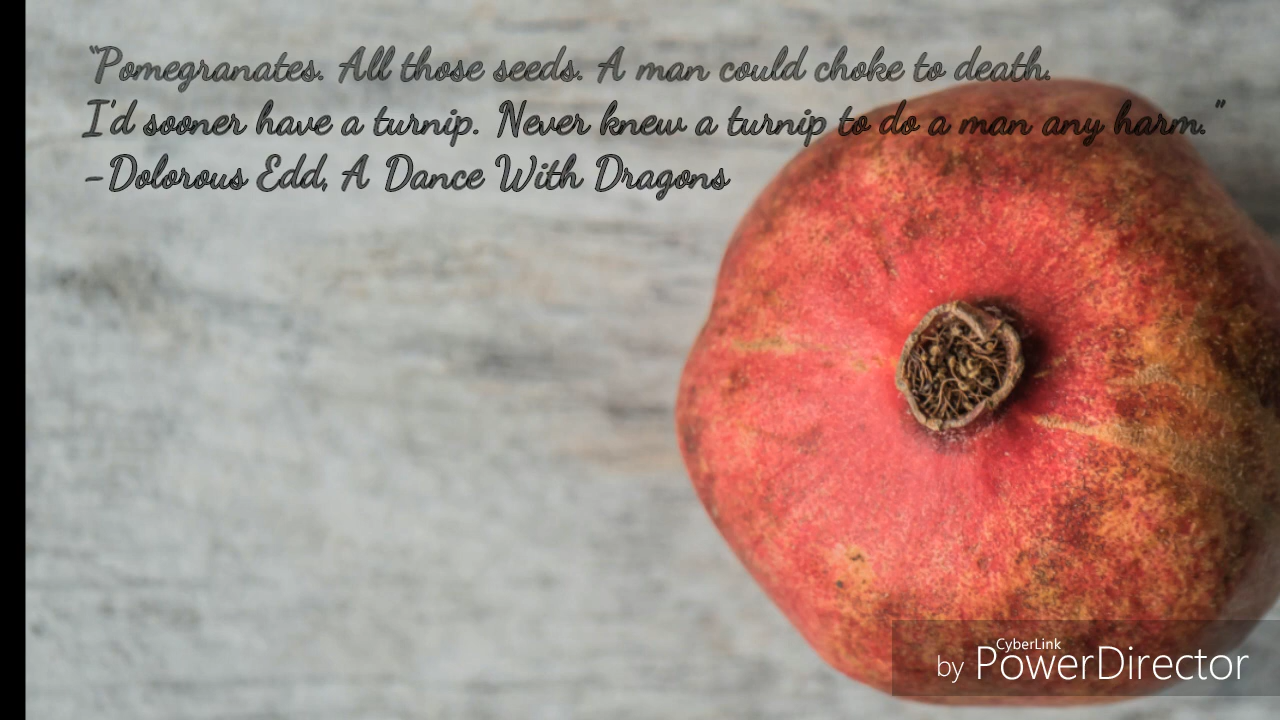 "Pomegranates. All those seeds. A man could choke to death.
I'd sooner have a turnip. Never knew a turnip to do a man any harm."
-Dolorous Edd, A Dance With Dragons
CyberLink
by PowerDirector